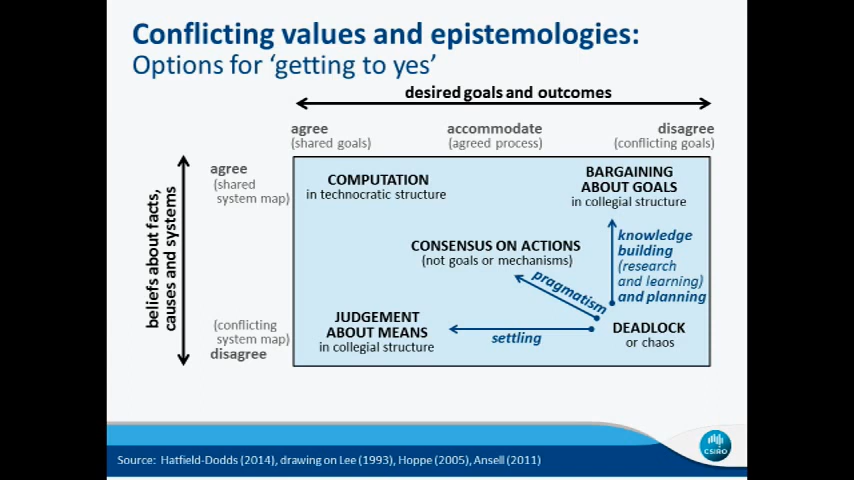 Conflicting values and epistemologies:
Options for ‘getting to yes’
desired goals and outcomes
agree
(shared goals)
accommodate
(agreed process)
disagree
(conflicting goals)
beliefs about facts,
causes and systems
agree
(shared
system map)
(conflicting
system map)
disagree
COMPUTATION
in technocratic structure
BARGAINING
ABOUT GOALS
in collegial structure
CONSENSUS ON ACTIONS
(not goals or mechanisms)
knowledge
building
(research
and learning)
and planning
pragmatism
JUDGEMENT
ABOUT MEANS
in collegial structure
settling
DEADLOCK
or chaos
CSIRO
Source: Hatfield-Dodds (2014), drawing on Lee (1993), Hoppe (2005), Ansell (2011)